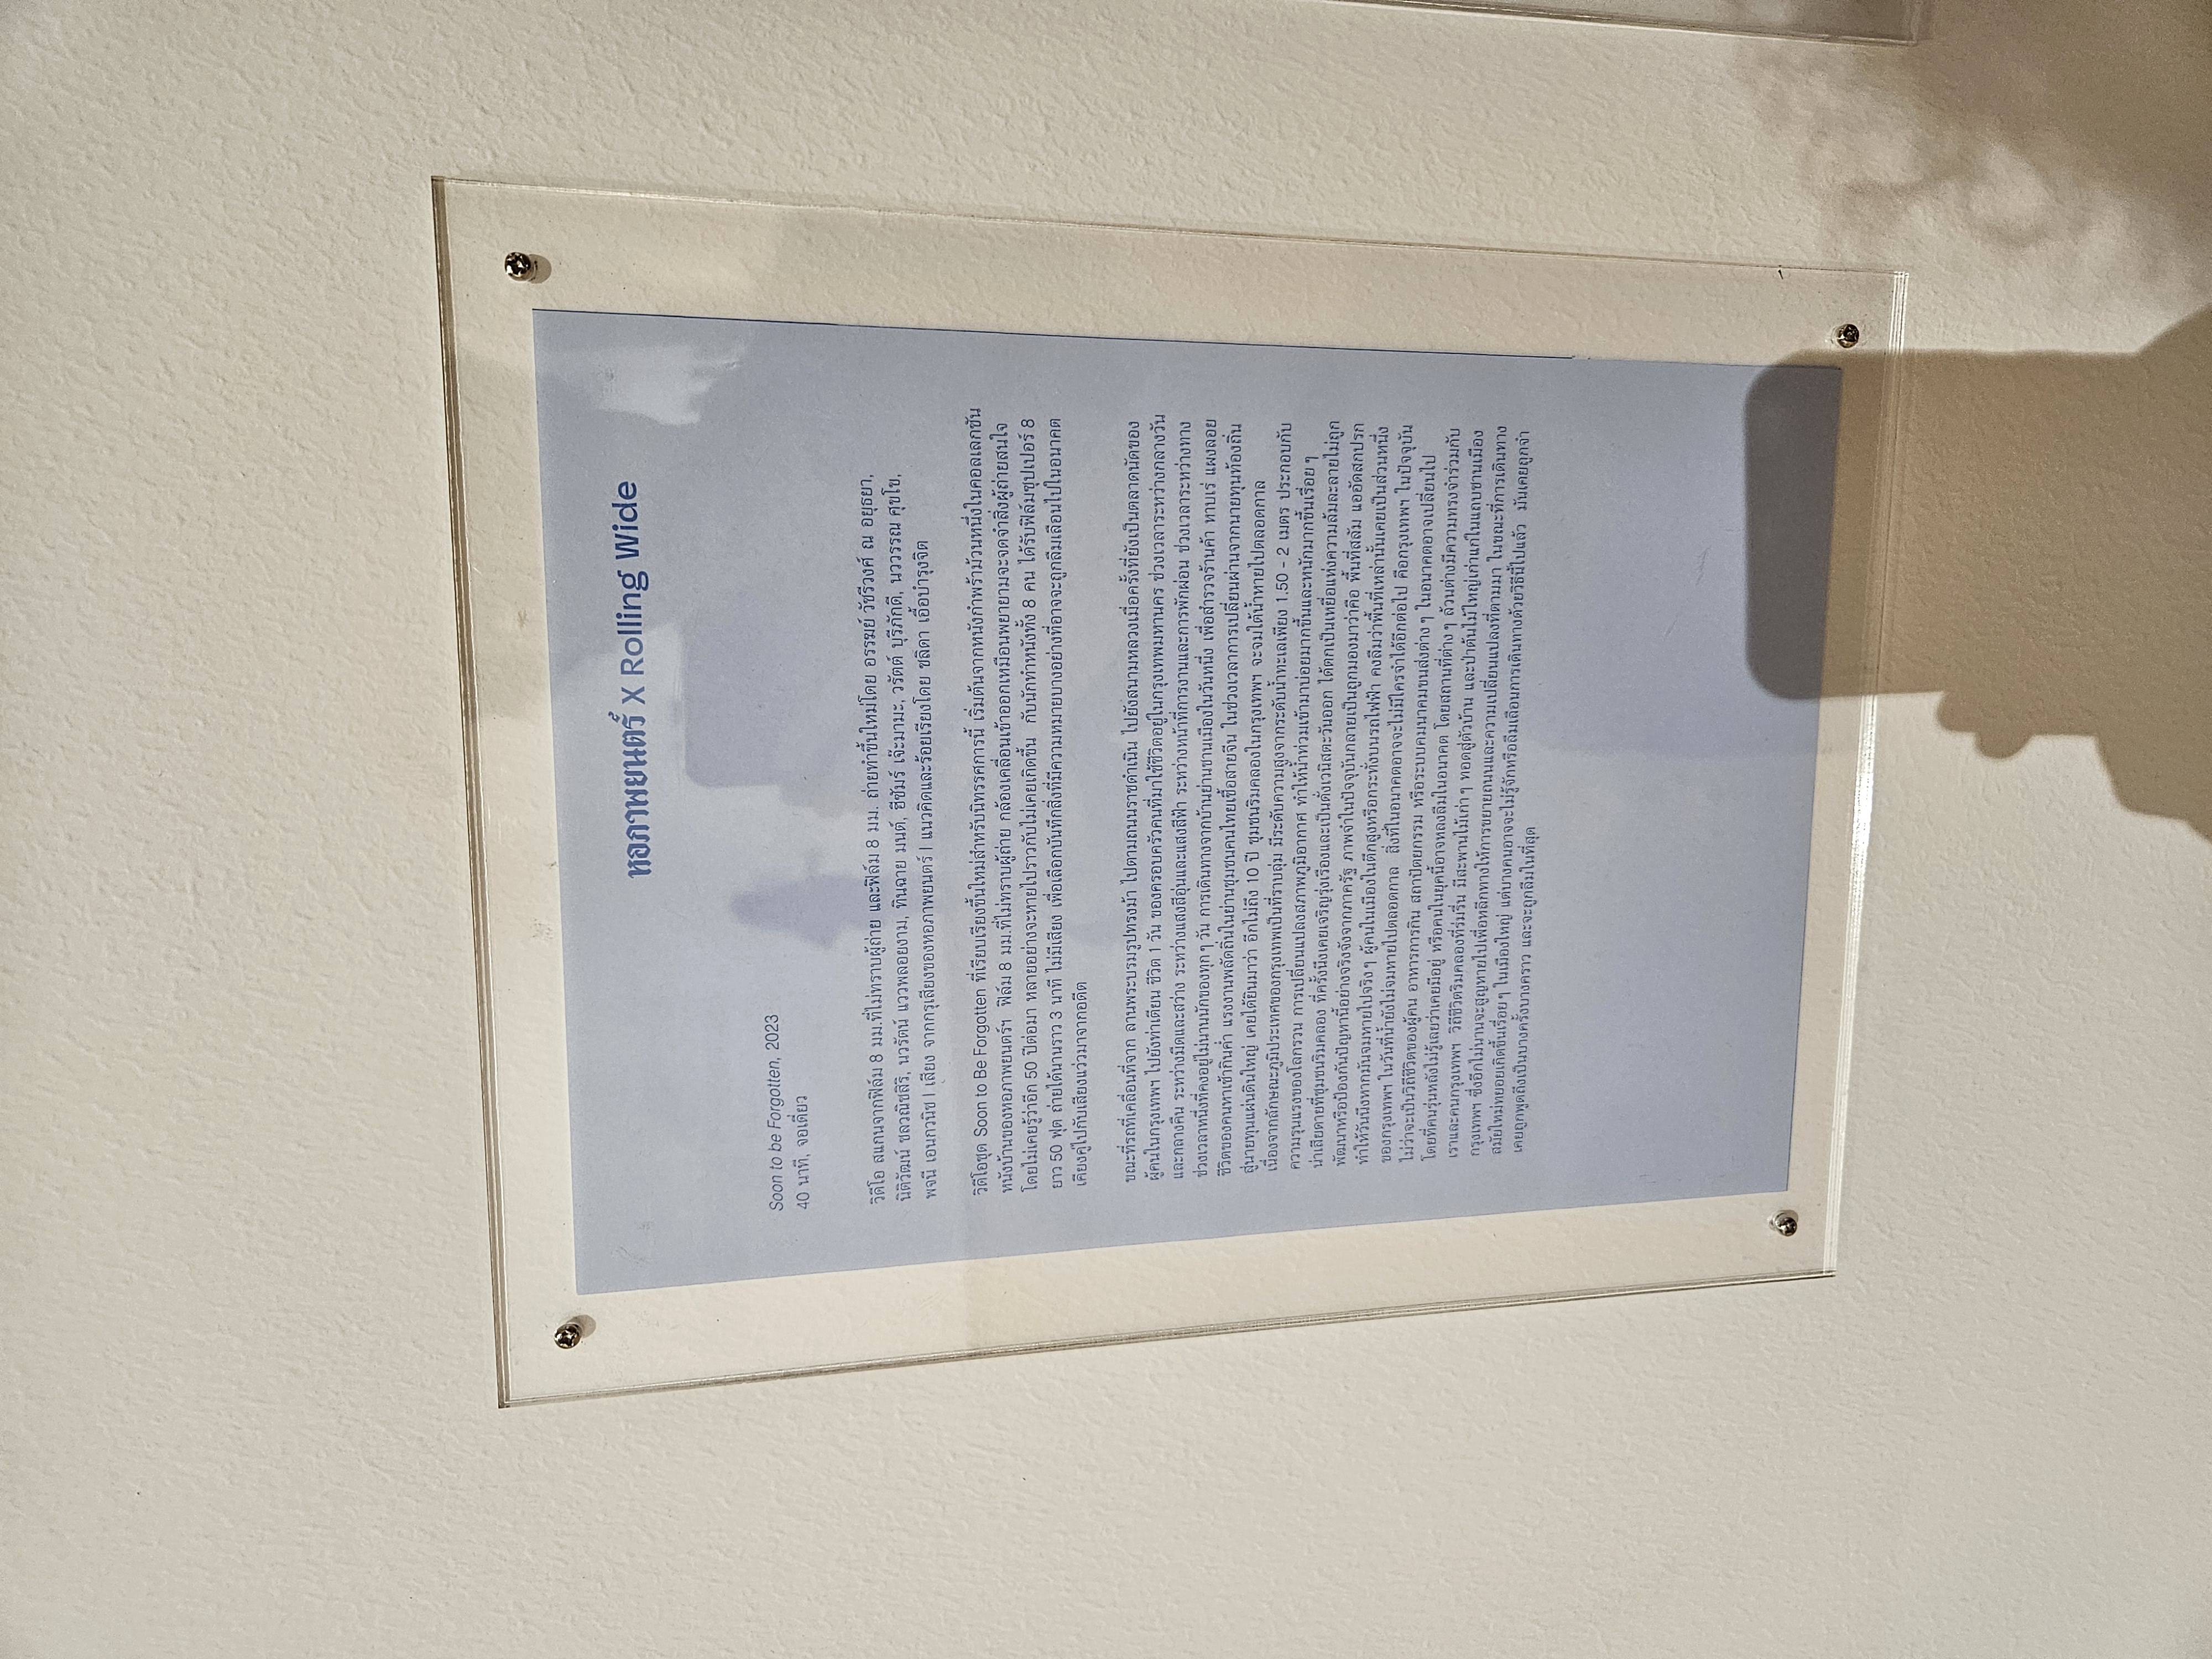 หอภาพยนตร์ X Rolling Wide
Soon to be Forgotten, 2023
40 นาที, จอเดี่ยว
วิดีโอ สแกนจากฟิล์ม 8 มม.ที่ไม่ทราบผู้ถ่าย และฟิล์ม 8 มม. ถ่ายทำขึ้นใหม่โดย อรรฆย์ วัชรีวงศ์ ณ อยุธยา,
นิติวัฒน์ ชลวณิชสิริ, นวรัตน์ แววพลอยงาม, ทินฉาย มนต์, ฮีซัมร์ เจ๊ะมามะ, วรัตต์ บุรีภักดี, นววรรณ ศุขโข,
พจนี เอนกวนิช | เสียง จากกรุเสียงของหอภาพยนตร์ | แนวคิดและร้อยเรียงโดย ชลิดา เอื้อบำรุงจิต
วิดีโอชุด Soon to Be Forgotten ที่เรียบเรียงขึ้นใหม่สำหรับนิทรรศการนี้ เริ่มต้นจากหนังกำพร้าม้วนหนึ่งในคอลเลกชัน
หนังบ้านของหอภาพยนตร์ฯ ฟิล์ม 8 มม.ที่ไม่ทราบผู้ถ่าย กล้องเคลื่อนเข้าออกเหมือนพยายามจะจดจำสิ่งผู้ถ่ายสนใจ
โดยไม่เคยรู้ว่าอีก 50 ปีต่อมา หลายอย่างจะหายไปราวกับไม่เคยเกิดขึ้น กับนักทำหนังทั้ง 8 คน ได้รับฟิล์มซุปเปอร์ 8
ยาว 50 ฟุต ถ่ายได้นานราว 3 นาที ไม่มีเสียง เพื่อเลือกบันทึกสิ่งที่มีความหมายบางอย่างที่อาจจะถูกลืมเลือนไปในอนาคต
เคียงคู่ไปกับเสียงแว่วมาจากอดีต
ขณะที่รถที่เคลื่อนที่จาก ลานพระบรมรูปทรงม้า ไปตามถนนราชดำเนิน ไปยังสนามหลวงเมื่อครั้งที่ยังเป็นตลาดนัดของ
ผู้คนในกรุงเทพฯ ไปยังท่าเตียน ชีวิต 1 วัน ของครอบครัวคนที่มาใช้ชีวิตอยู่ในกรุงเทพมหานคร ช่วงเวลาระหว่างกลางวัน
และกลางคืน ระหว่างมืดและสว่าง ระหว่างแสงสีอุ่นและแสงสีฟ้า ระหว่างหน้าที่การงานและการพักผ่อน ช่วงเวลาระหว่างทาง
ช่วงเวลาหนึ่งที่คงอยู่ไม่นานนักของทุก ๆ วัน การเดินทางจากบ้านย่านชานเมืองในวันหนึ่ง เพื่อสำรวจร้านค้า หาบเร่ แผงลอย
ชีวิตของคนหาเช้ากินค่ำ แรงงานพลัดถิ่นในย่านชุมชนคนไทยเชื้อสายจีน ในช่วงเวลาการเปลี่ยนผ่านจากนายทุนท้องถิ่น
สู่นายทุนแผ่นดินใหญ่ เคยได้ยินมาว่า อีกไม่ถึง 10 ปี ชุมชนริมคลองในกรุงเทพฯ จะจมใต้น้ำหายไปตลอดกาล
เนื่องจากลักษณะภูมิประเทศของกรุงเทพเป็นที่ราบลุ่ม มีระดับความสูงจากระดับน้ำทะเลเพียง 1.50 - 2 เมตร ประกอบกับ
ความรุนแรงของโลกรวน การเปลี่ยนแปลงสภาพภูมิอากาศ ทำให้น้ำท่วมเข้ามาบ่อยมากขึ้นและหนักมากขึ้นเรื่อย ๆ
น่าเสียดายที่ชุมชนริมคลอง ที่ครั้งนึงเคยเจริญรุ่งเรืองและเป็นดั่งเวนิสตะวันออก ได้ตกเป็นเหยื่อแห่งความล้มละลายไม่ถูก
พัฒนาหรือป้องกันปัญหานี้อย่างจริงจังจากภาครัฐ ภาพจำในปัจจุบันกลายเป็นถูกมองมาว่าคือ พื้นที่สลัม แออัดสกปรก
ทำให้วันนึงหากมันจมหายไปจริง ๆ ผู้คนในเมืองในตึกสูงหรือกระทั่งบนรถไฟฟ้า คงลืมว่าพื้นที่เหล่านั้นเคยเป็นส่วนหนึ่ง
ของกรุงเทพฯ ในวันที่น้ำยังไม่จมหายไปตลอดกาล สิ่งที่ในอนาคตอาจจะไม่มีใครจำได้อีกต่อไป คือกรุงเทพฯ ในปัจจุบัน
ไม่ว่าจะเป็นวิถีชีวิตของผู้คน อาหารการกิน สถาปัตยกรรม หรือระบบคมนาคมขนส่งต่าง ๆ ในอนาคตอาจเปลี่ยนไป
โดยที่คนรุ่นหลังไม่รู้เลยว่าเคยมีอยู่ หรือคนในยุคนี้อาจหลงลืมในอนาคต โดยสถานที่ต่าง ๆ ล้วนต่างมีความทรงจำร่วมกับ
เราและคนกรุงเทพฯ วิถีชีวิตริมคลองที่ร่มรื่น มีสะพานไม้เก่า ๆ ทอดสู่ตัวบ้าน และป่าต้นไม้ใหญ่เก่าแก่ในแถบชานเมือง
กรุงเทพฯ ซึ่งอีกไม่นานจะสูญหายไปเพื่อหลีกทางให้การขยายถนนและความเปลี่ยนแปลงที่ตามมา ในขณะที่การเดินทาง
สมัยใหม่ทยอยเกิดขึ้นเรื่อย ๆ ในเมืองใหญ่ แต่บางคนอาจจะไม่รู้จักหรือลืมเลือนการเดินทางด้วยวิธีนี้ไปแล้ว มันเคยถูกจำ
เคยถูกพูดถึงเป็นบางครั้งบางคราว และจะถูกลืมในที่สุด